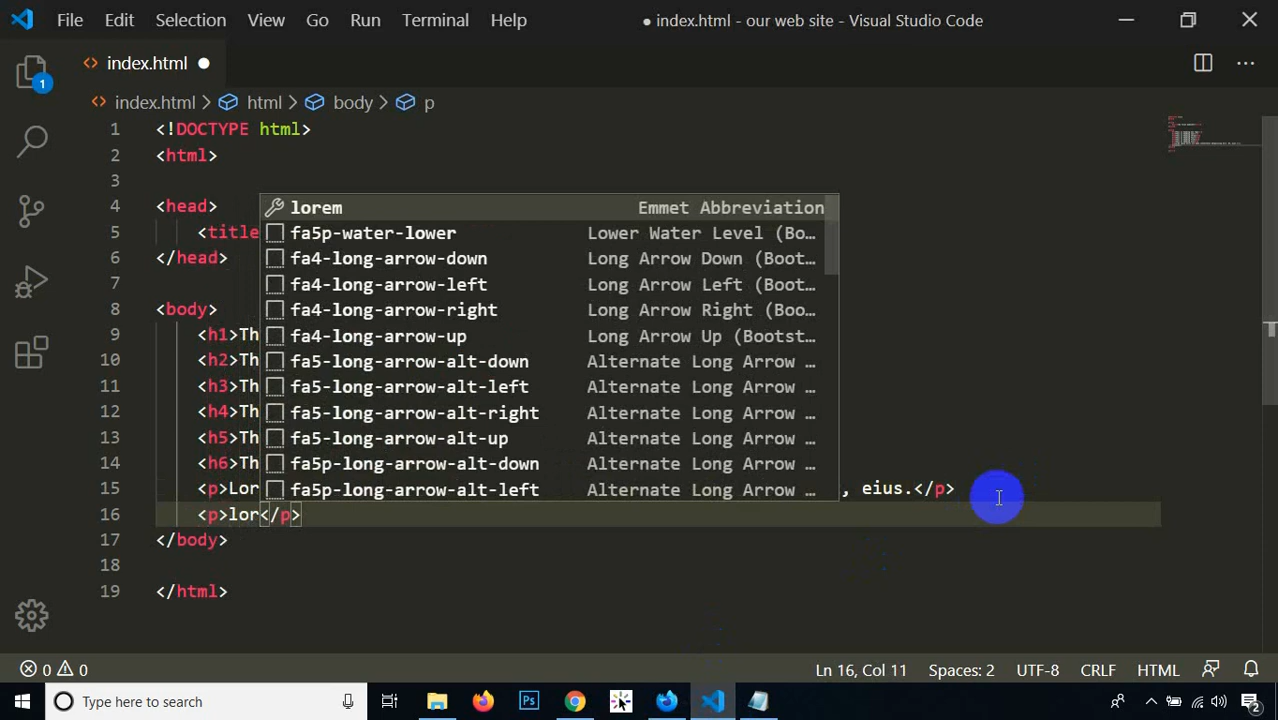 File Edit Selection View Go Run Terminal Help ● index.html - our web site - Visual Studio Code
index.html ●
1
index.html > html > body > p
1 <!DOCTYPE html>
2 <html>
3
4 <head>
5 <title
6 </head>
7
8 <body>
9 <h1>Th
10 <h2>Th
11 <h3>Th
12 <h4>Th
13 <h5>Th
14 <h6>Th
15 <p>Lor , eius.</p>
16 <p>lor</p>
17 </body>
18
19 </html>
lorem Emmet Abbreviation
fa5p-water-lower Lower Water Level (Bo…
fa4-long-arrow-down Long Arrow Down (Boot…
fa4-long-arrow-left Long Arrow Left (Boot…
fa4-long-arrow-right Long Arrow Right (Boo…
fa4-long-arrow-up Long Arrow Up (Bootst…
fa5-long-arrow-alt-down Alternate Long Arrow …
fa5-long-arrow-alt-left Alternate Long Arrow …
fa5-long-arrow-alt-right Alternate Long Arrow …
fa5-long-arrow-alt-up Alternate Long Arrow …
fa5p-long-arrow-alt-down Alternate Long Arrow …
fa5p-long-arrow-alt-left Alternate Long Arrow …
0 0 Ln 16, Col 11 Spaces: 2 UTF-8 CRLF HTML
Type here to search Ps 2